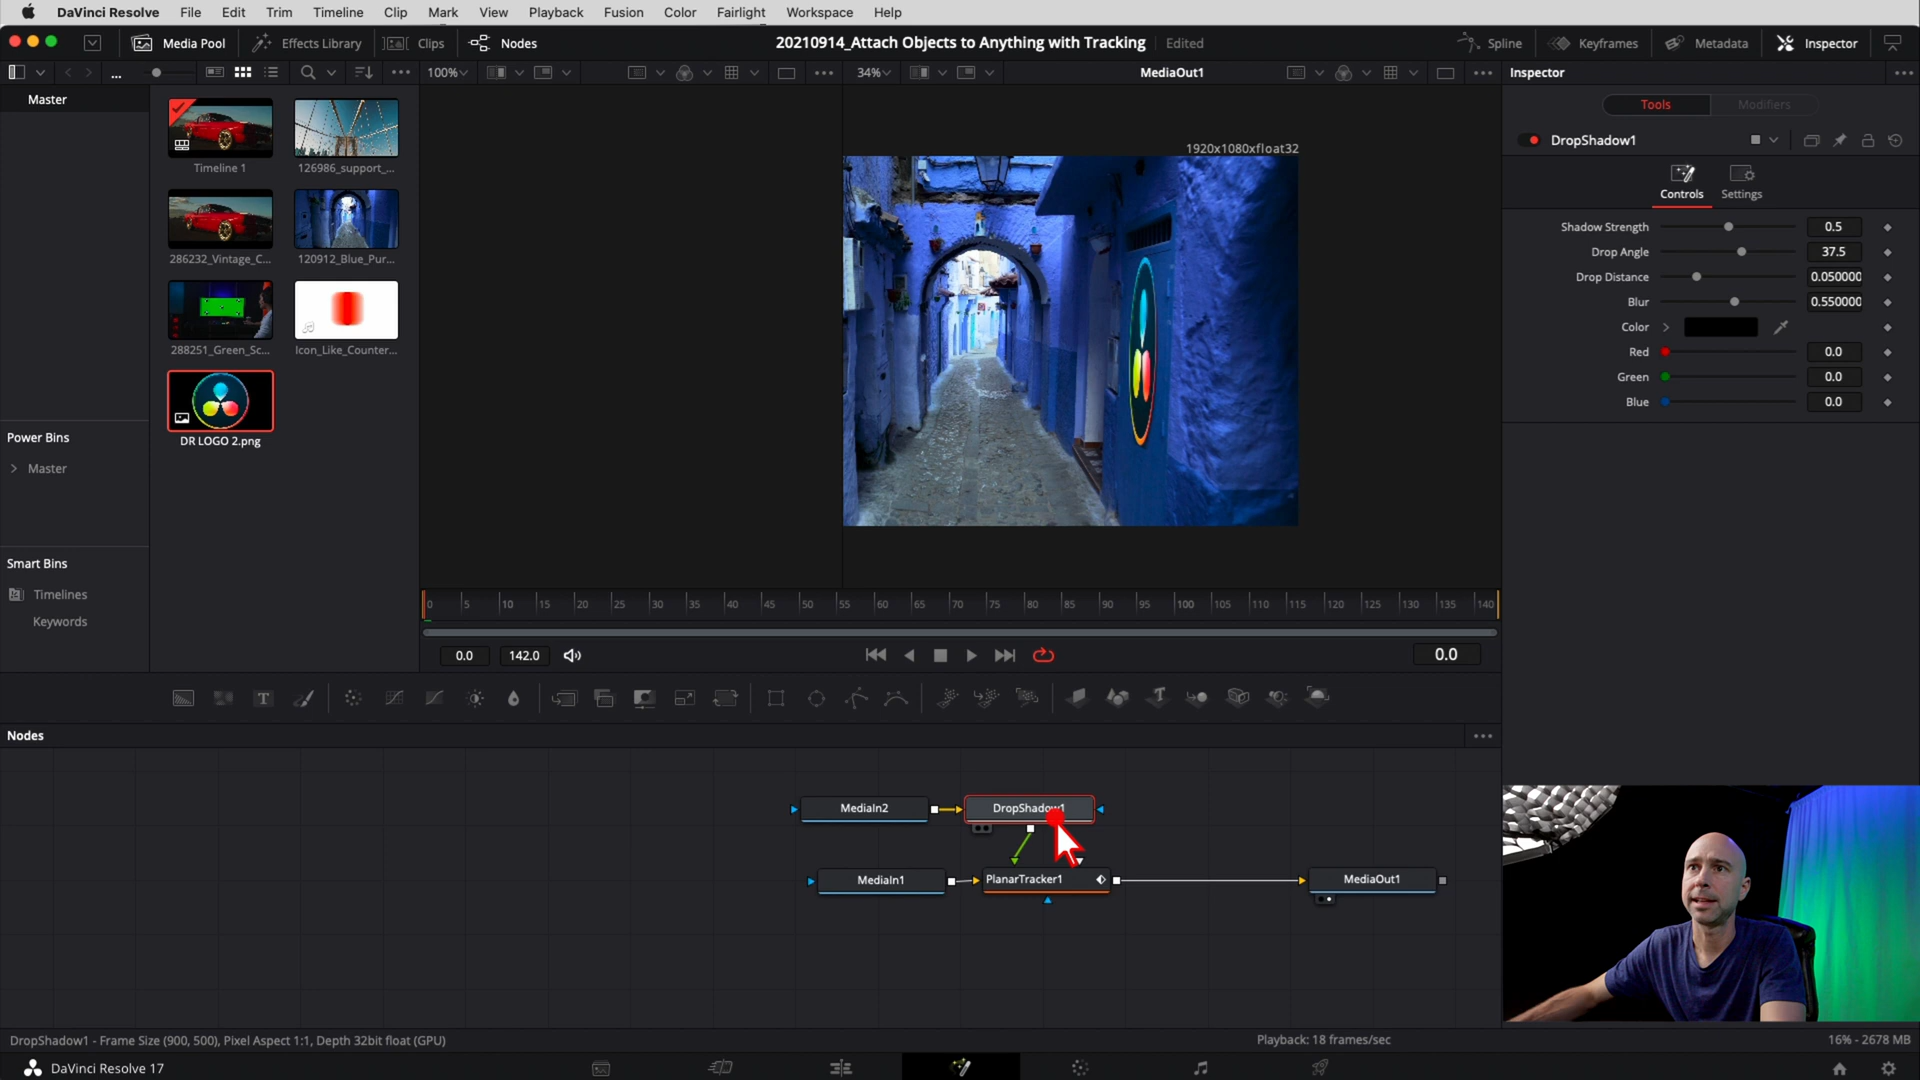 DaVinci Resolve File Edit Trim Timeline Clip Mark View Playback Fusion Color Fairlight Workspace Help
Media Pool Effects Library Clips Nodes 20210914_Attach Objects to Anything with Tracking Edited Spline Keyframes Metadata Inspector
... 100% 34% MediaOut1 Inspector
Master
Tools Modifiers
DropShadow1
1920x1080xfloat32
Timeline 1 126986_support_...
Controls Settings
Shadow Strength 0.5
Drop Angle 37.5
286232_Vintage_C... 120912_Blue_Pur...
Drop Distance 0.050000
Blur 0.550000
Color
288251_Green_Sc... Icon_Like_Counter...
Red 0.0
Green 0.0
Blue 0.0
Power Bins
DR LOGO 2.png
Master
Smart Bins
Timelines
Keywords
0 5 10 15 20 25 30 35 40 45 50 55 60 65 70 75 80 85 90 95 100 105 110 115 120 125 130 135 140
0.0 142.0 0.0
Nodes
MediaIn2 DropShadow1
MediaIn1 PlanarTracker1 MediaOut1
DropShadow1 - Frame Size (900, 500), Pixel Aspect 1:1, Depth 32bit float (GPU) Playback: 18 frames/sec 16% - 2678 MB
DaVinci Resolve 17